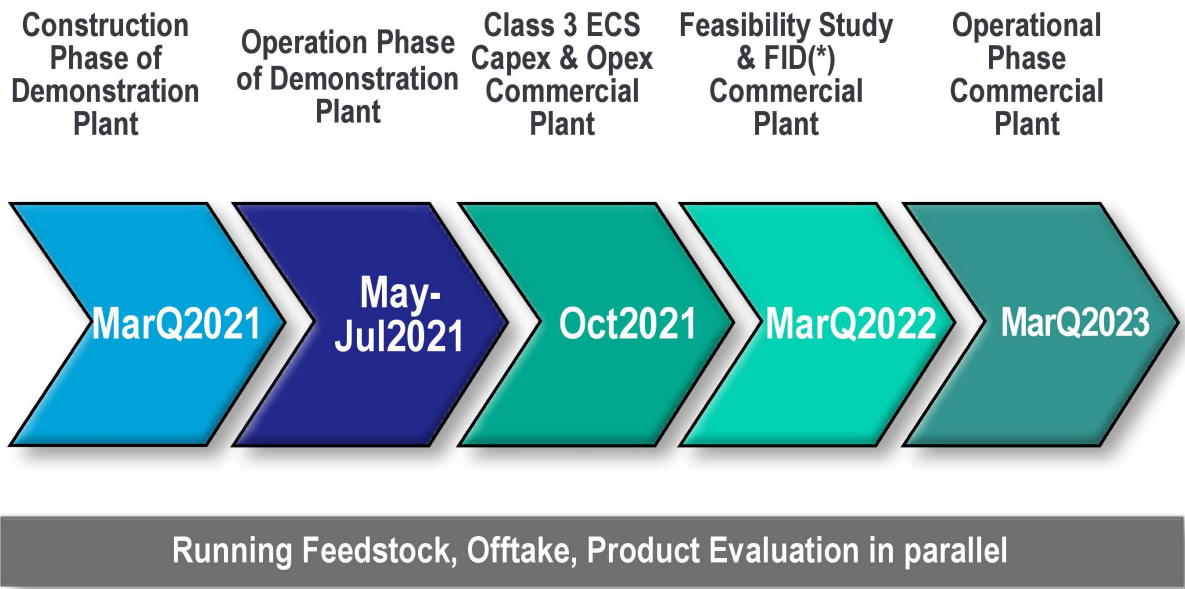 Construction
Phase of
Demonstration
Plant
Operation Phase
of Demonstration
Plant
Class 3 ECS
Capex & Opex
Commercial
Plant
Feasibility Study
& FID(*)
Commercial
Plant
Operational
Phase
Commercial
Plant
MarQ2021
May-
Jul2021
Oct2021
MarQ2022
MarQ2023
Running Feedstock, Offtake, Product Evaluation in parallel